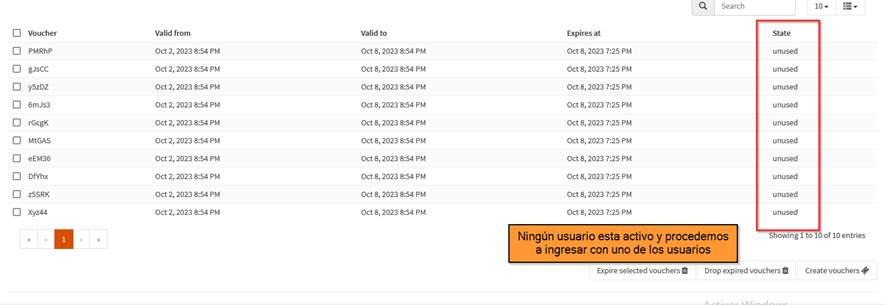 Search 10
Voucher Valid from Valid to Expires at State
PMRhP Oct 2, 2023 8:54 PM Oct 8, 2023 8:54 PM Oct 8, 2023 7:25 PM unused
gJsCC Oct 2, 2023 8:54 PM Oct 8, 2023 8:54 PM Oct 8, 2023 7:25 PM unused
y5zDZ Oct 2, 2023 8:54 PM Oct 8, 2023 8:54 PM Oct 8, 2023 7:25 PM unused
6mJs3 Oct 2, 2023 8:54 PM Oct 8, 2023 8:54 PM Oct 8, 2023 7:25 PM unused
rGcgK Oct 2, 2023 8:54 PM Oct 8, 2023 8:54 PM Oct 8, 2023 7:25 PM unused
MtGAS Oct 2, 2023 8:54 PM Oct 8, 2023 8:54 PM Oct 8, 2023 7:25 PM unused
eEM36 Oct 2, 2023 8:54 PM Oct 8, 2023 8:54 PM Oct 8, 2023 7:25 PM unused
DfYhx Oct 2, 2023 8:54 PM Oct 8, 2023 8:54 PM Oct 8, 2023 7:25 PM unused
z5SRK Oct 2, 2023 8:54 PM Oct 8, 2023 8:54 PM Oct 8, 2023 7:25 PM unused
Xyz44 Oct 2, 2023 8:54 PM Oct 8, 2023 8:54 PM Oct 8, 2023 7:25 PM unused
« ‹ 1 › »
Showing 1 to 10 of 10 entries
Ningún usuario esta activo y procedemos
a ingresar con uno de los usuarios
Expire selected vouchers Drop expired vouchers Create vouchers
Activar Windows